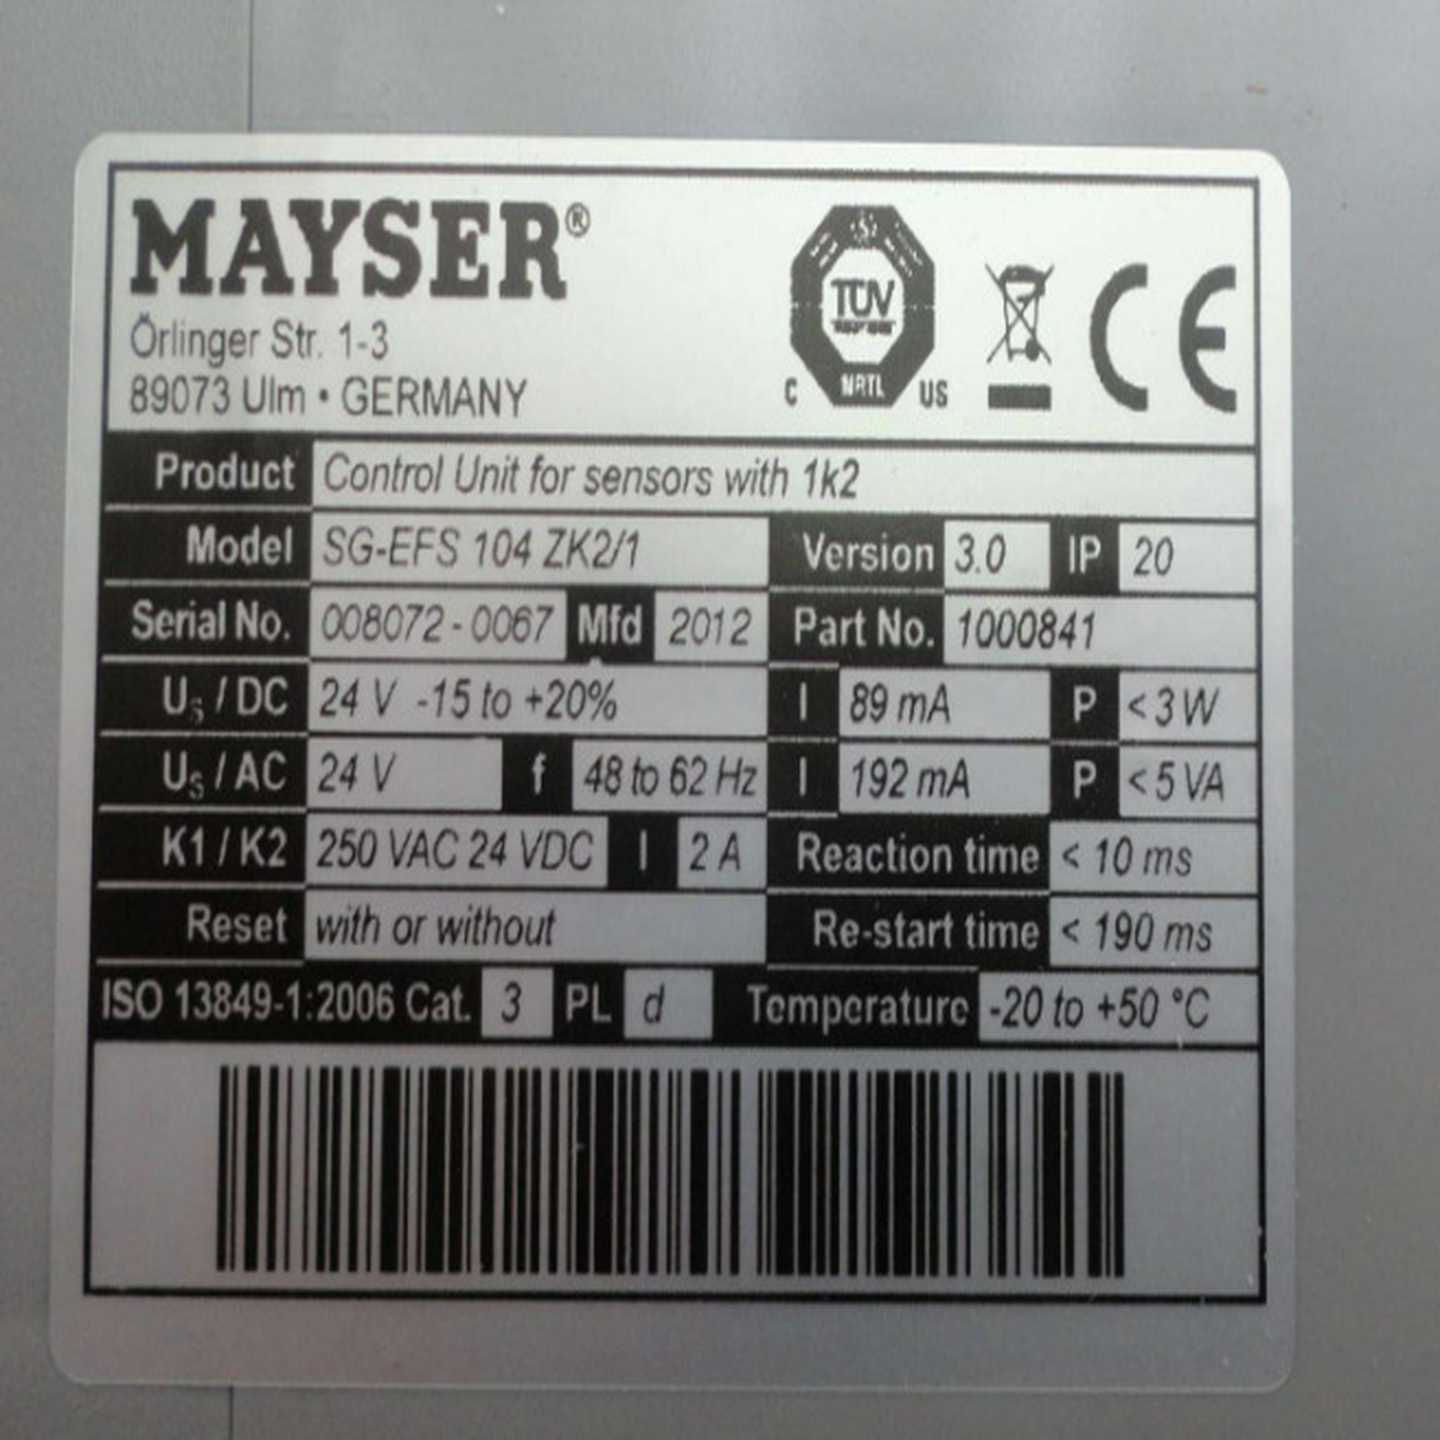 MAYSER®
Örlinger Str. 1-3
89073 Ulm • GERMANY
TÜV
C NRTL US
CE
Product Control Unit for sensors with 1k2
Model SG-EFS 104 ZK2/1 Version 3.0 IP 20
Serial No. 008072-0067 Mfd 2012 Part No. 1000841
Us / DC 24 V -15 to +20% I 89 mA P < 3 W
Us / AC 24 V f 48 to 62 Hz I 192 mA P < 5 VA
K1 / K2 250 VAC 24 VDC I 2 A Reaction time < 10 ms
Reset with or without Re-start time < 190 ms
ISO 13849-1:2006 Cat. 3 PL d Temperature -20 to +50 °C